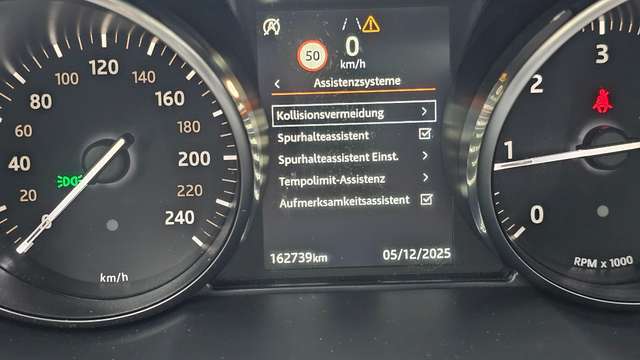 50
0
km/h
Assistenzsysteme
Kollisionsvermeidung
Spurhalteassistent
Spurhalteassistent Einst.
Tempolimit-Assistenz
Aufmerksamkeitsassistent
162739km
05/12/2025
20
40
60
80
100
120
140
160
180
200
220
240
km/h
0
1
2
3
RPM x 1000